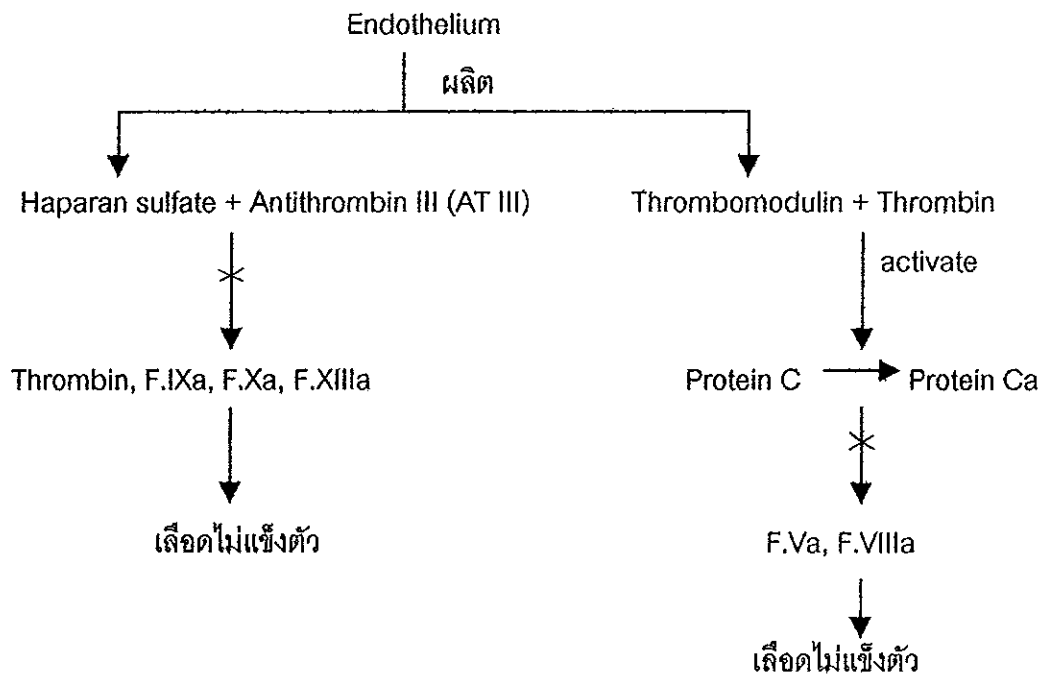 Endothelium
ผลิต
Haparan sulfate + Antithrombin III (AT III)
Thrombomodulin + Thrombin
activate
Thrombin, F.IXa, F.Xa, F.XIIIa
Protein C
Protein Ca
เลือดไม่แข็งตัว
F.Va, F.VIIIa
เลือดไม่แข็งตัว